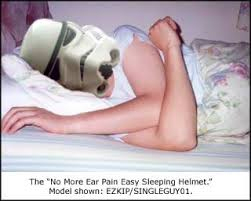 The “No More Ear Pain Easy Sleeping Helmet.”
Model shown: EZKIP/SINGLEGUY01.